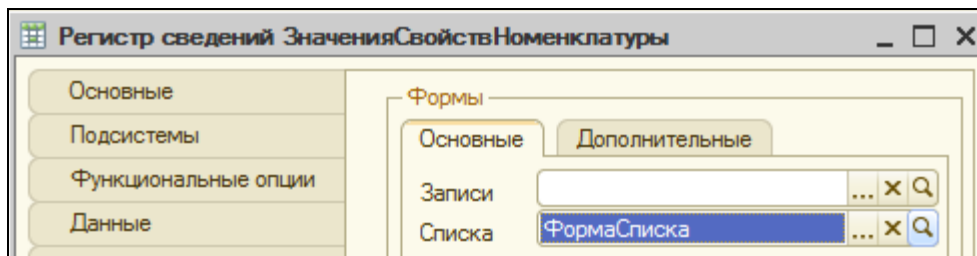 Регистр сведений ЗначенияСвойствНоменклатуры
Основные
Подсистемы
Функциональные опции
Данные
Формы
Основные
Дополнительные
Записи
...
Списка
ФормаСписка
...